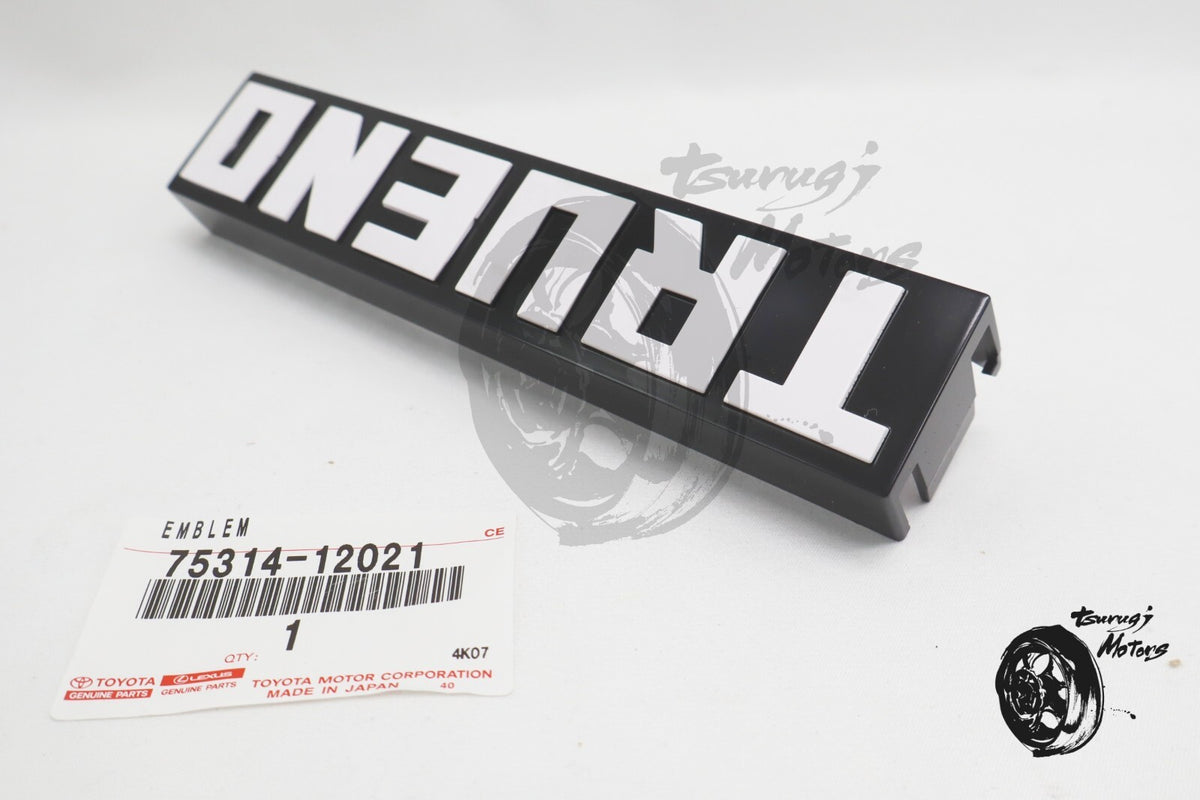 TRUENO
tsurugi
Motors
EMBLEM
CE
75314-12021
1
QTY:
4K07
TOYOTA
GENUINE PARTS
LEXUS
GENUINE PARTS
TOYOTA MOTOR CORPORATION
MADE IN JAPAN 40
tsurugi
Motors